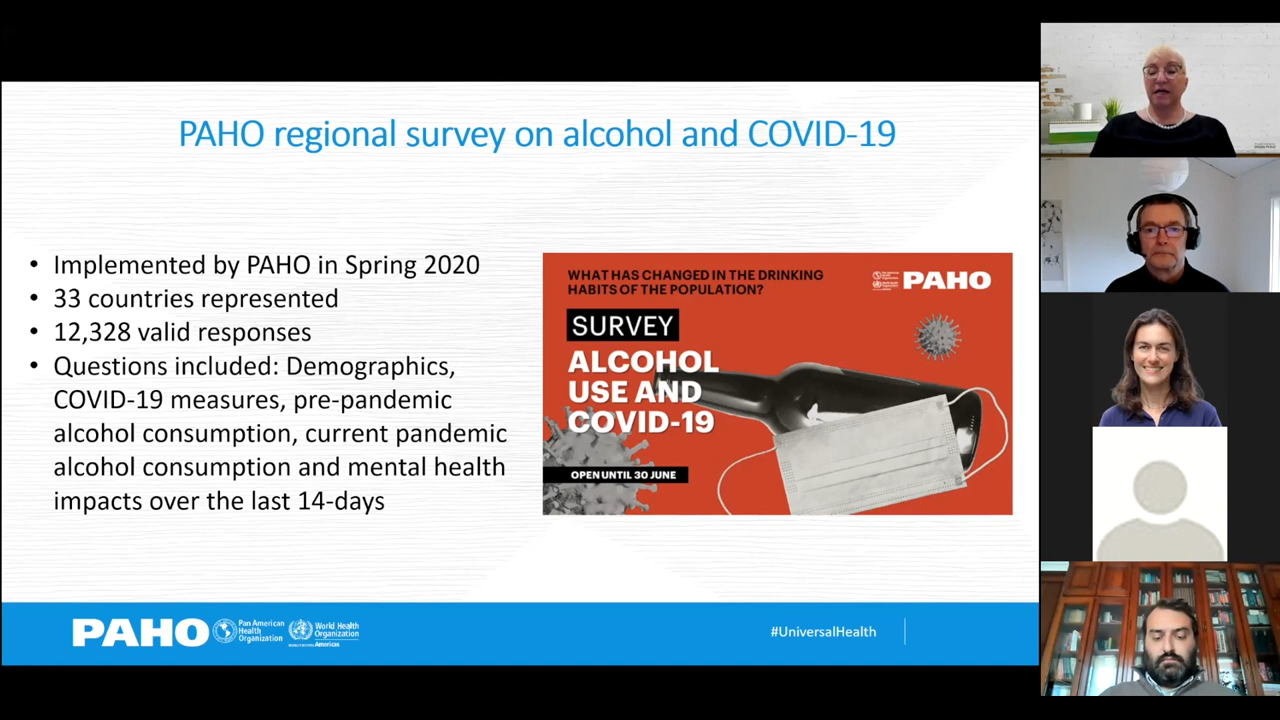 PAHO regional survey on alcohol and COVID-19
• Implemented by PAHO in Spring 2020
• 33 countries represented
• 12,328 valid responses
• Questions included: Demographics,
COVID-19 measures, pre-pandemic
alcohol consumption, current pandemic
alcohol consumption and mental health
impacts over the last 14-days
WHAT HAS CHANGED IN THE DRINKING
HABITS OF THE POPULATION?
PAHO
SURVEY
ALCOHOL
USE AND
COVID-19
OPEN UNTIL 30 JUNE
PAHO
Pan American
Health
Organization
World Health
Organization
Americas
#UniversalHealth